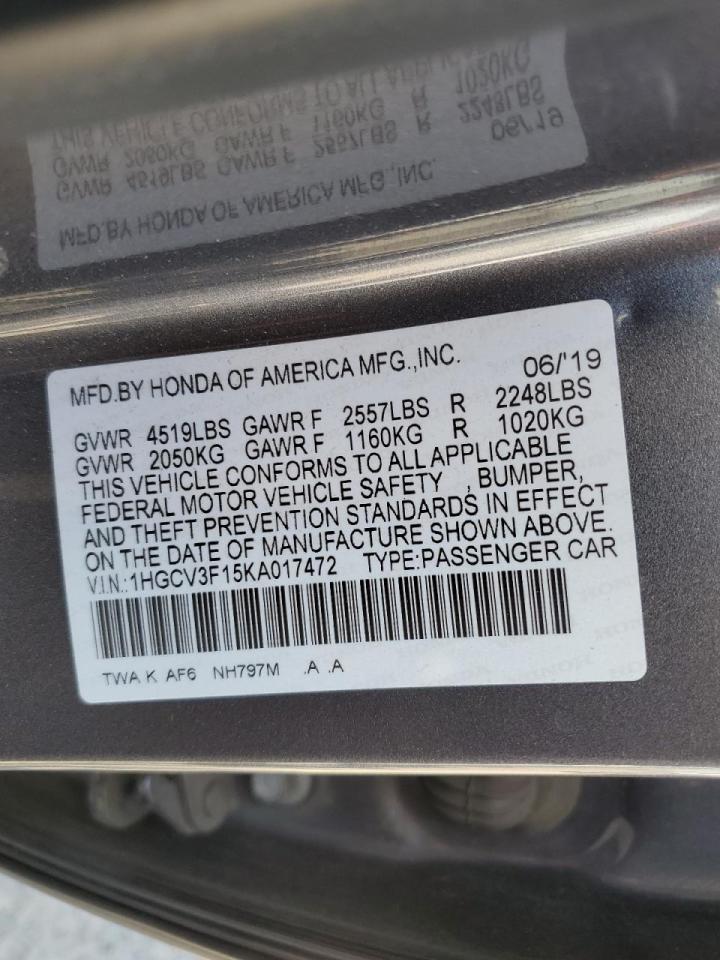 MFD.BY HONDA OF AMERICA MFG.,INC. 06/'19
GVWR 4519LBS GAWR F 2557LBS R 2248LBS
GVWR 2050KG GAWR F 1160KG R 1020KG
THIS VEHICLE CONFORMS TO ALL APPLICABLE
FEDERAL MOTOR VEHICLE SAFETY , BUMPER,
AND THEFT PREVENTION STANDARDS IN EFFECT
ON THE DATE OF MANUFACTURE SHOWN ABOVE.
V.I.N.:1HGCV3F15KA017472 TYPE:PASSENGER CAR
TWA K AF6 NH797M .A .A